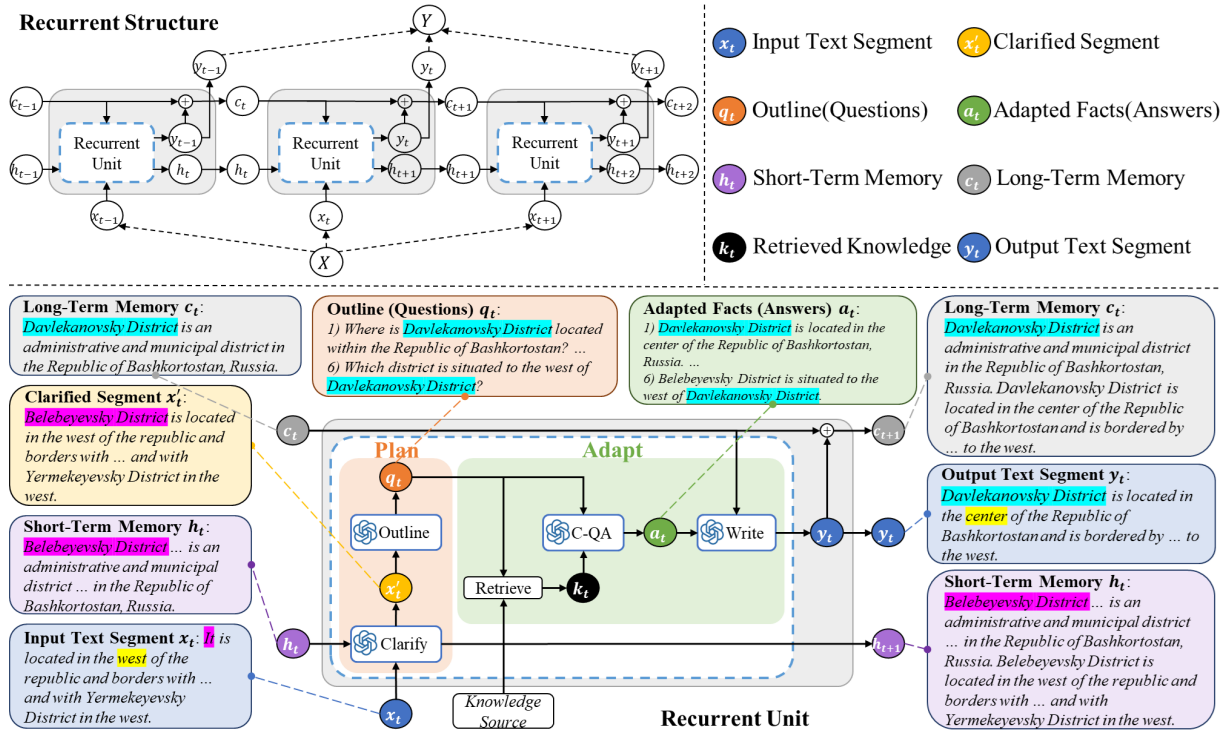 Recurrent Structure
X
Y
y_{t-1}
y_t
y_{t+1}
c_{t-1}
+
c_t
+
c_{t+1}
+
c_{t+2}
Recurrent
Unit
y_{t-1}
Recurrent
Unit
y_t
Recurrent
Unit
y_{t+1}
h_{t-1}
h_t
h_t
h_{t+1}
h_{t+1}
h_{t+2}
h_{t+2}
x_{t-1}
x_t
x_{t+1}
x_t Input Text Segment
x'_t Clarified Segment
q_t Outline(Questions)
a_t Adapted Facts(Answers)
h_t Short-Term Memory
c_t Long-Term Memory
k_t Retrieved Knowledge
y_t Output Text Segment
Long-Term Memory c_t:
Davlekanovsky District is an
administrative and municipal district in
the Republic of Bashkortostan, Russia.
Clarified Segment x'_t:
Belebeyevsky District is located
in the west of the republic and
borders with … and with
Yermekeyevsky District in the
west.
Short-Term Memory h_t:
Belebeyevsky District … is an
administrative and municipal
district … in the Republic of
Bashkortostan, Russia.
Input Text Segment x_t: It is
located in the west of the
republic and borders with …
and with Yermekeyevsky
District in the west.
Outline (Questions) q_t:
1) Where is Davlekanovsky District located
within the Republic of Bashkortostan? …
6) Which district is situated to the west of
Davlekanovsky District?
Adapted Facts (Answers) a_t:
1) Davlekanovsky District is located in the
center of the Republic of Bashkortostan,
Russia. …
6) Belebeyevsky District is situated to the
west of Davlekanovsky District.
c_t
+
c_{t+1}
Plan
Adapt
q_t
Outline
C-QA
a_t
Write
y_t
y_t
x'_t
Retrieve
k_t
h_t
Clarify
h_{t+1}
x_t
Knowledge
Source
Recurrent Unit
Long-Term Memory c_t:
Davlekanovsky District is an
administrative and municipal district
in the Republic of Bashkortostan,
Russia. Davlekanovsky District is
located in the center of the Republic
of Bashkortostan and is bordered by
… to the west.
Output Text Segment y_t:
Davlekanovsky District is located in
the center of the Republic of
Bashkortostan and is bordered by … to
the west.
Short-Term Memory h_t:
Belebeyevsky District … is an
administrative and municipal district
… in the Republic of Bashkortostan,
Russia. Belebeyevsky District is
located in the west of the republic and
borders with … and with
Yermekeyevsky District in the west.